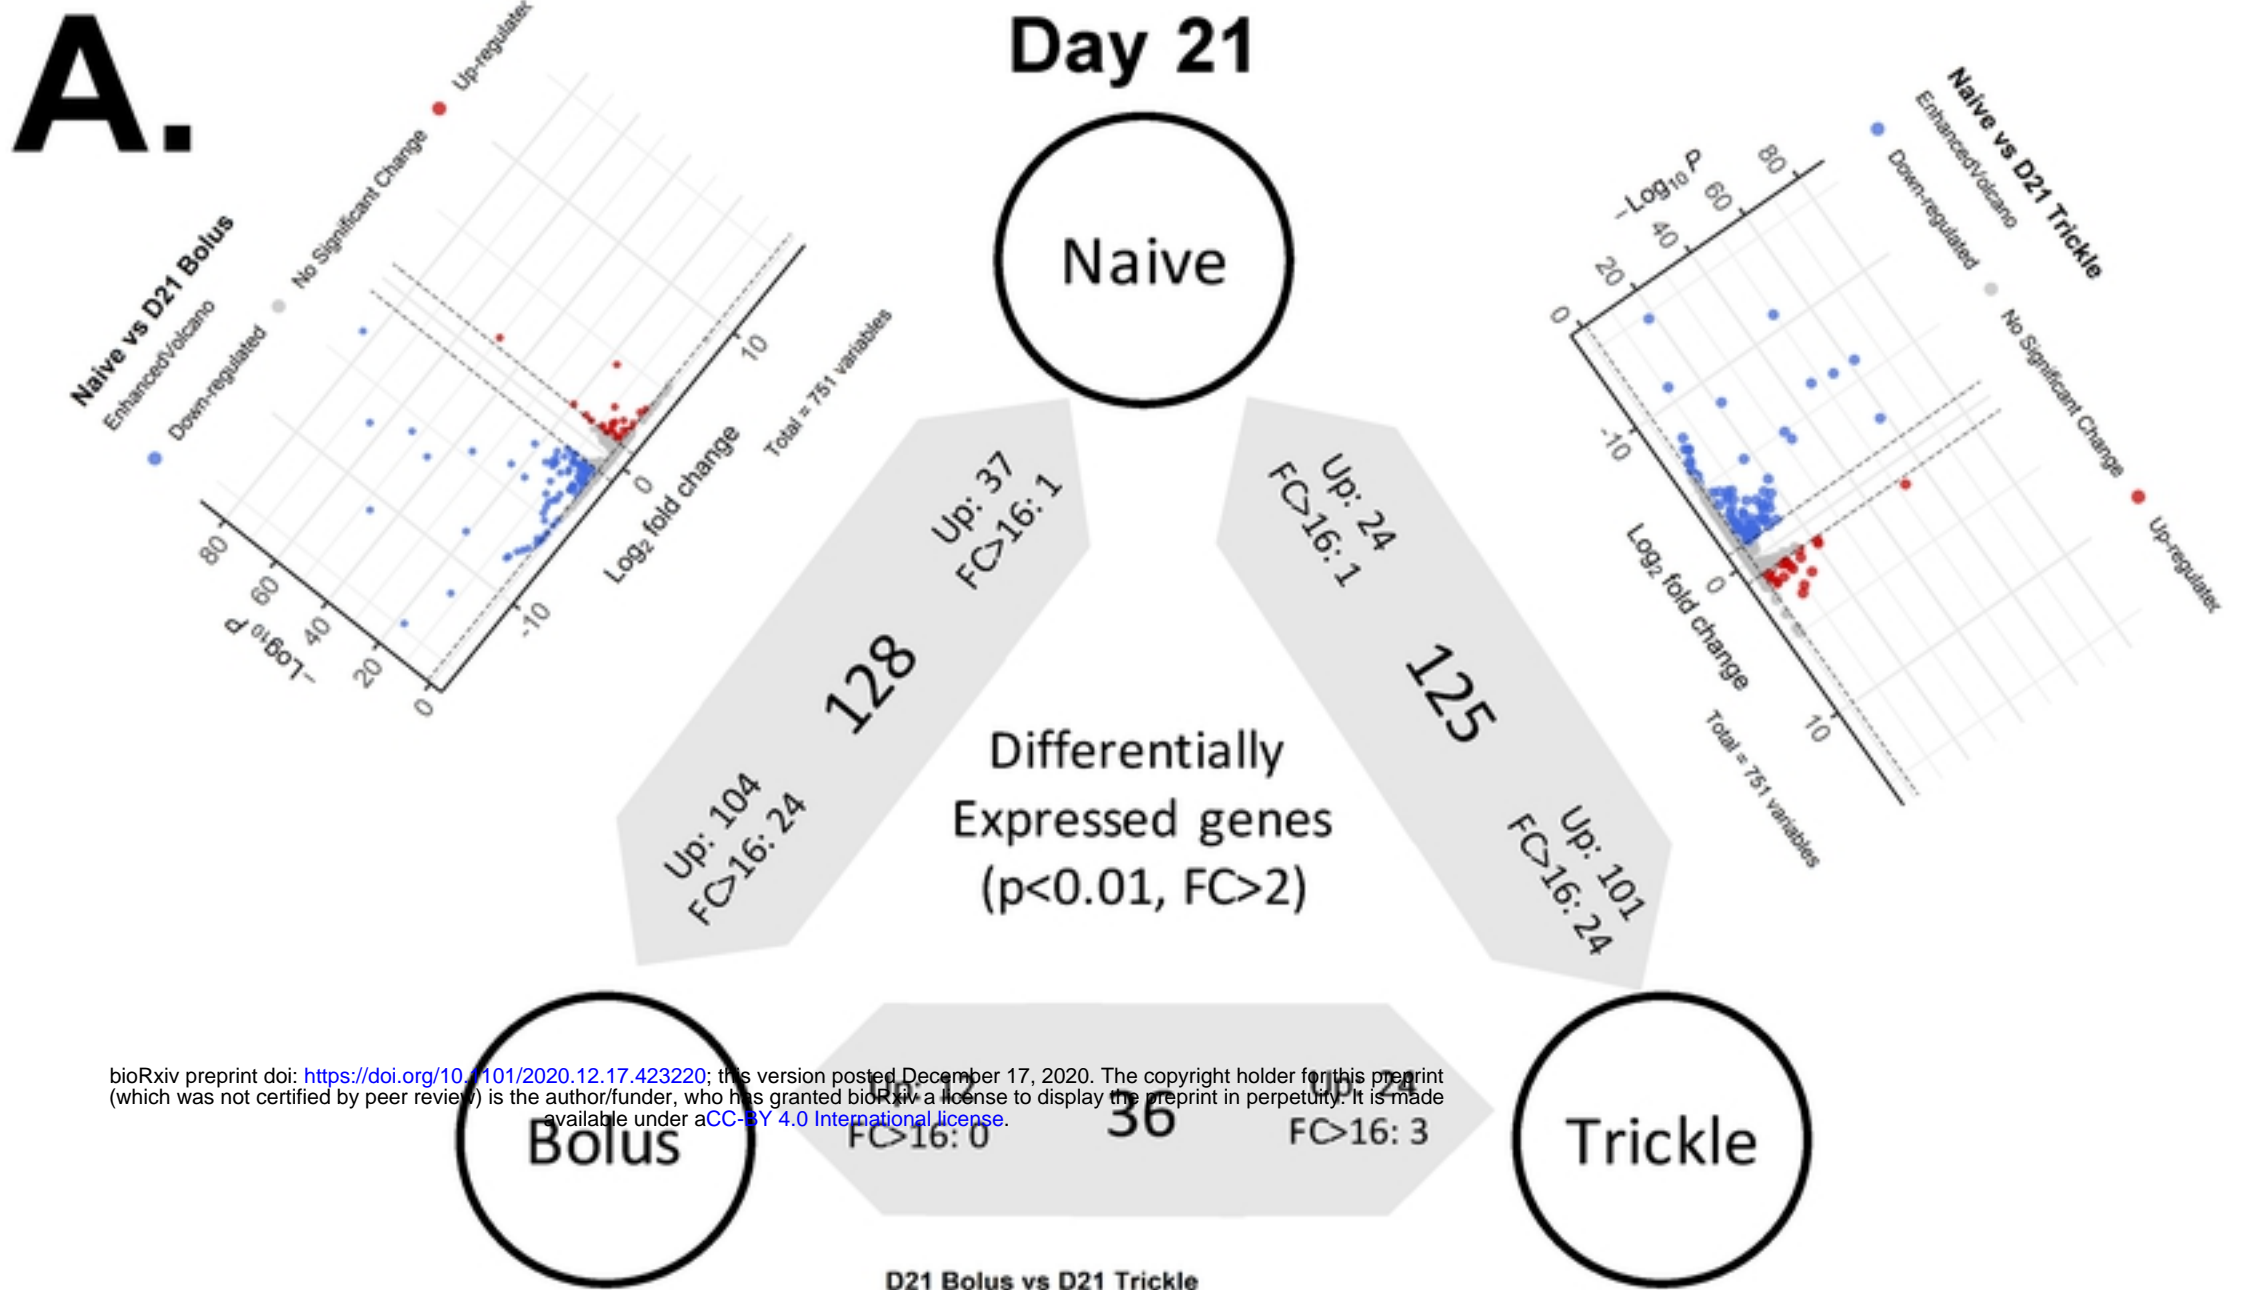 A.
Day 21
Naive vs D21 Bolus
EnhancedVolcano
Down-regulated
No Significant Change
Up-regulated
80
60
40
20
0
–Log10 P
-10
0
10
Log2 fold change
Total = 751 variables
Naive vs D21 Trickle
EnhancedVolcano
Down-regulated
No Significant Change
Up-regulated
–Log10 P
80
60
40
20
0
-10
0
10
Log2 fold change
Total = 751 variables
Naive
Up: 37
FC>16: 1
128
Up: 104
FC>16: 24
Up: 24
FC>16: 1
125
Up: 101
FC>16: 24
Differentially
Expressed genes
(p<0.01, FC>2)
bioRxiv preprint doi: https://doi.org/10.1101/2020.12.17.423220; this version posted December 17, 2020. The copyright holder for this preprint
(which was not certified by peer review) is the author/funder, who has granted bioRxiv a license to display the preprint in perpetuity. It is made
available under aCC-BY 4.0 International license.
Bolus
Up: 12
FC>16: 0
36
Up: 24
FC>16: 3
Trickle
D21 Bolus vs D21 Trickle